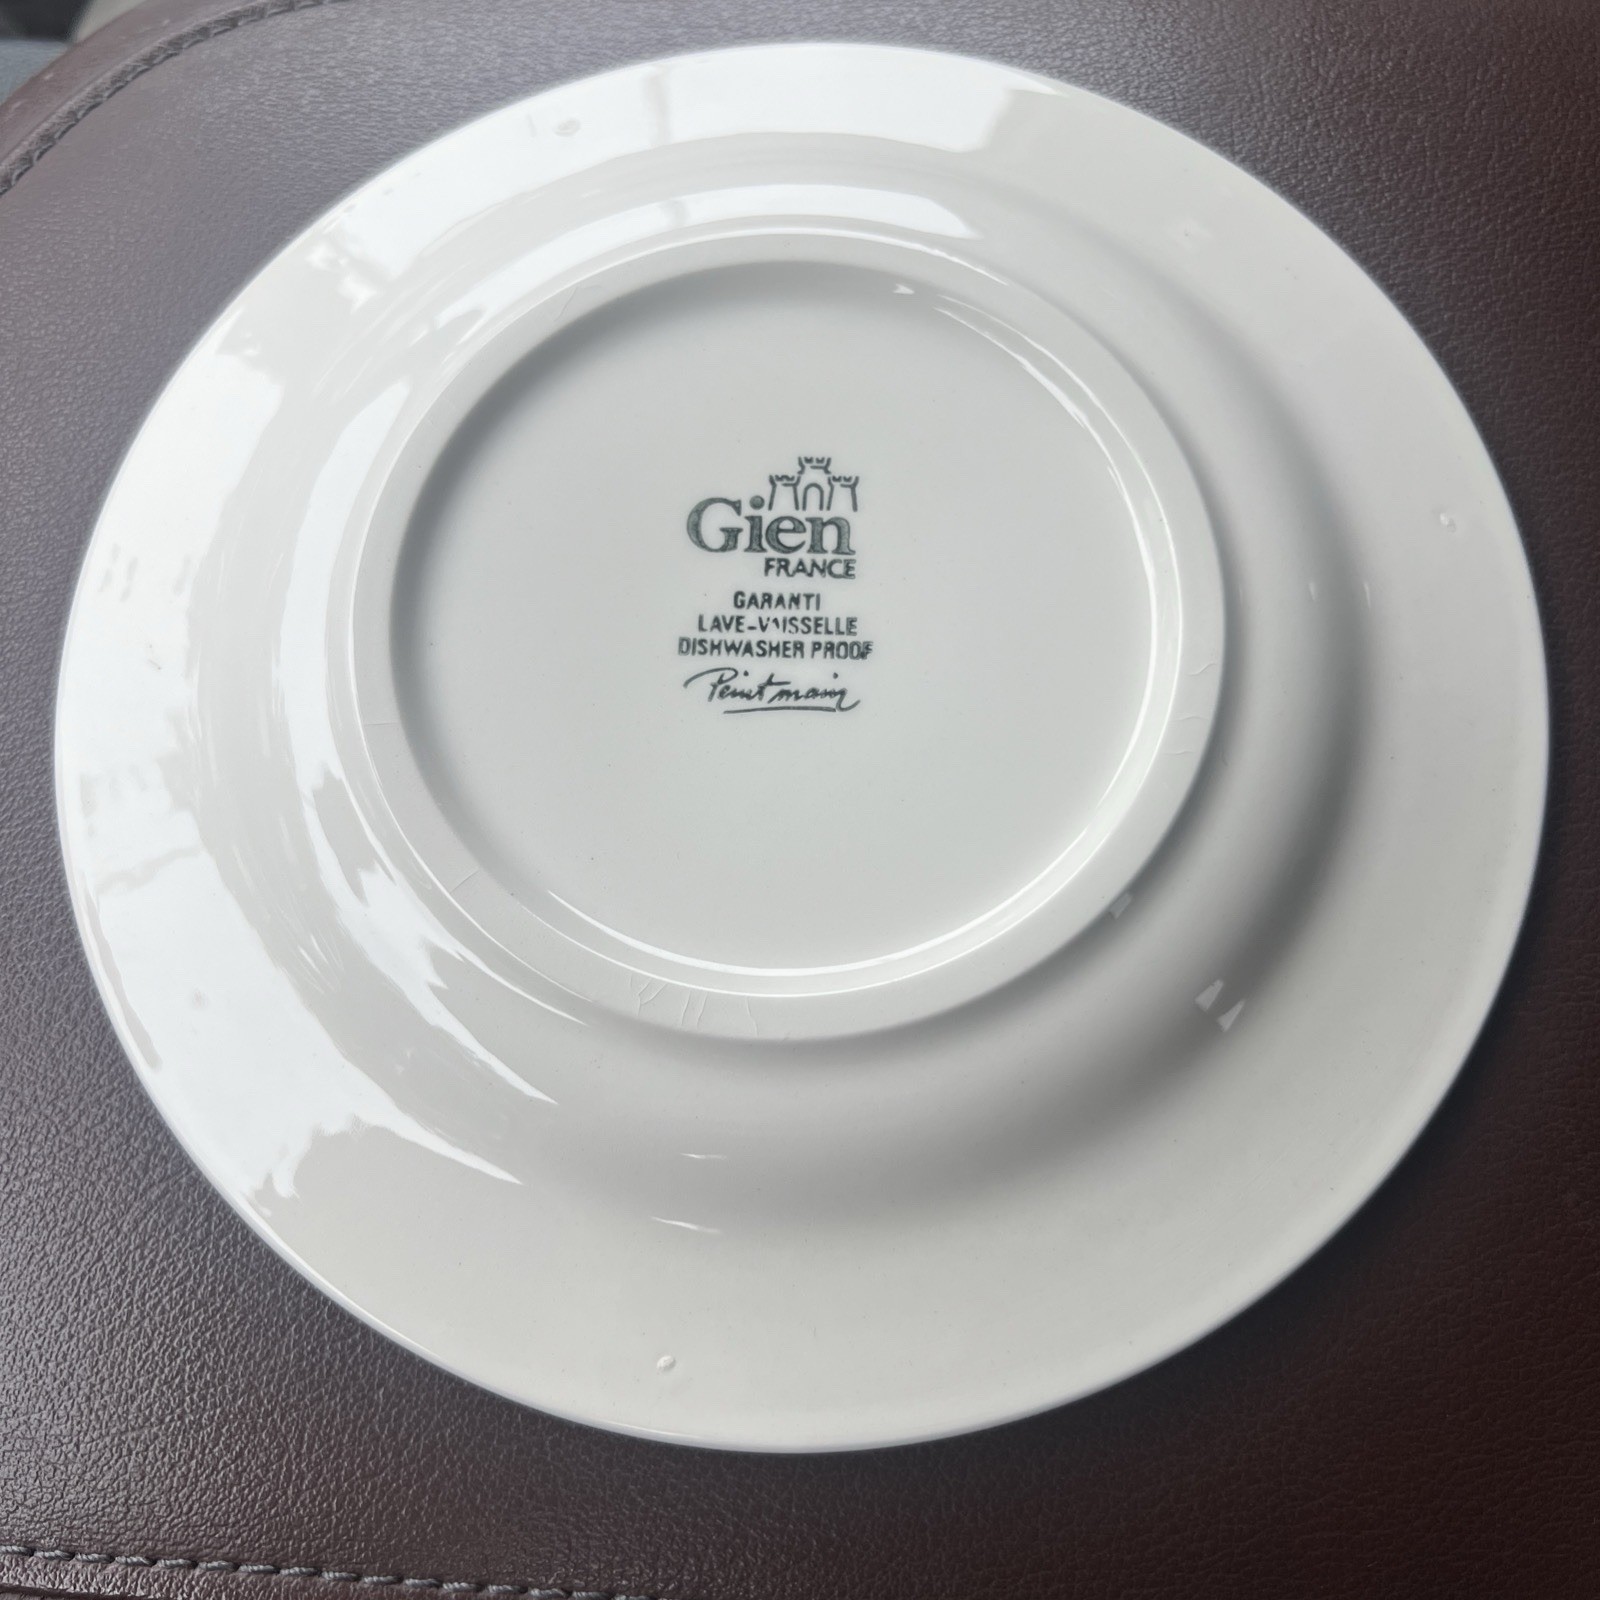 Gien
FRANCE
GARANTI
LAVE-VAISSELLE
DISHWASHER PROOF
Peint main